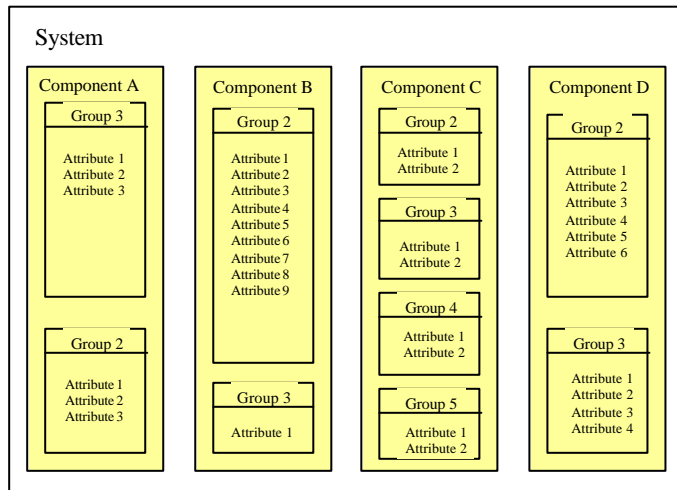 System
Component A
Group 3
Attribute 1
Attribute 2
Attribute 3
Group 2
Attribute 1
Attribute 2
Attribute 3
Component B
Group 2
Attribute 1
Attribute 2
Attribute 3
Attribute 4
Attribute 5
Attribute 6
Attribute 7
Attribute 8
Attribute 9
Group 3
Attribute 1
Component C
Group 2
Attribute 1
Attribute 2
Group 3
Attribute 1
Attribute 2
Group 4
Attribute 1
Attribute 2
Group 5
Attribute 1
Attribute 2
Component D
Group 2
Attribute 1
Attribute 2
Attribute 3
Attribute 4
Attribute 5
Attribute 6
Group 3
Attribute 1
Attribute 2
Attribute 3
Attribute 4